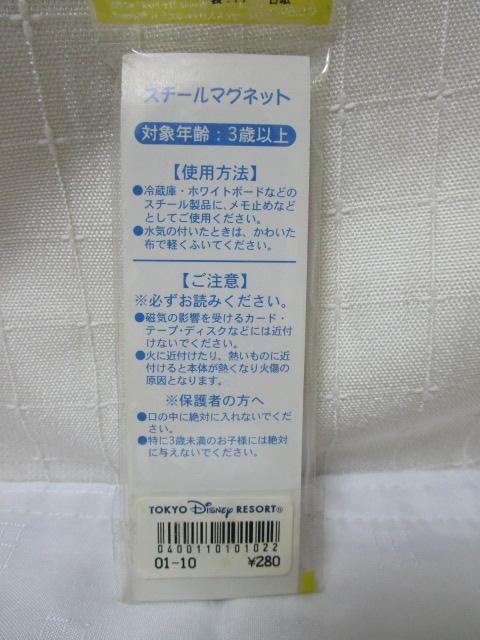 スチールマグネット
対象年齢：3歳以上
【使用方法】
●冷蔵庫・ホワイトボードなどの
スチール製品に、メモ止めなど
としてご使用ください。
●水気の付いたときは、かわいた
布で軽くふいてください。
【ご注意】
※必ずお読みください。
●磁気の影響を受けるカード・
テープ・ディスクなどには近付
けないでください。
●火に近付けたり、熱いものに近
付けると本体が熱くなり火傷の
原因となります。
※保護者の方へ
●口の中に絶対に入れないでくだ
さい。
●特に3歳未満のお子様には絶対
に与えないでください。
TOKYO Disney RESORT®
0400110101022
01-10 ¥280